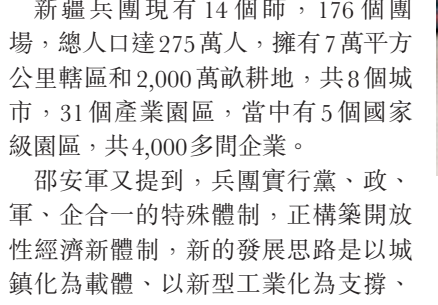 新疆兵團現有14個師，176個團
場，總人口達275萬人，擁有7萬平方
公里轄區和2,000萬畝耕地，共8個城
市，31個產業園區，當中有5個國家
級園區，共4,000多間企業。
邵安軍又提到，兵團實行黨、政、
軍、企合一的特殊體制，正構築開放
性經濟新體制，新的發展思路是以城
鎮化為載體、以新型工業化為支撐、